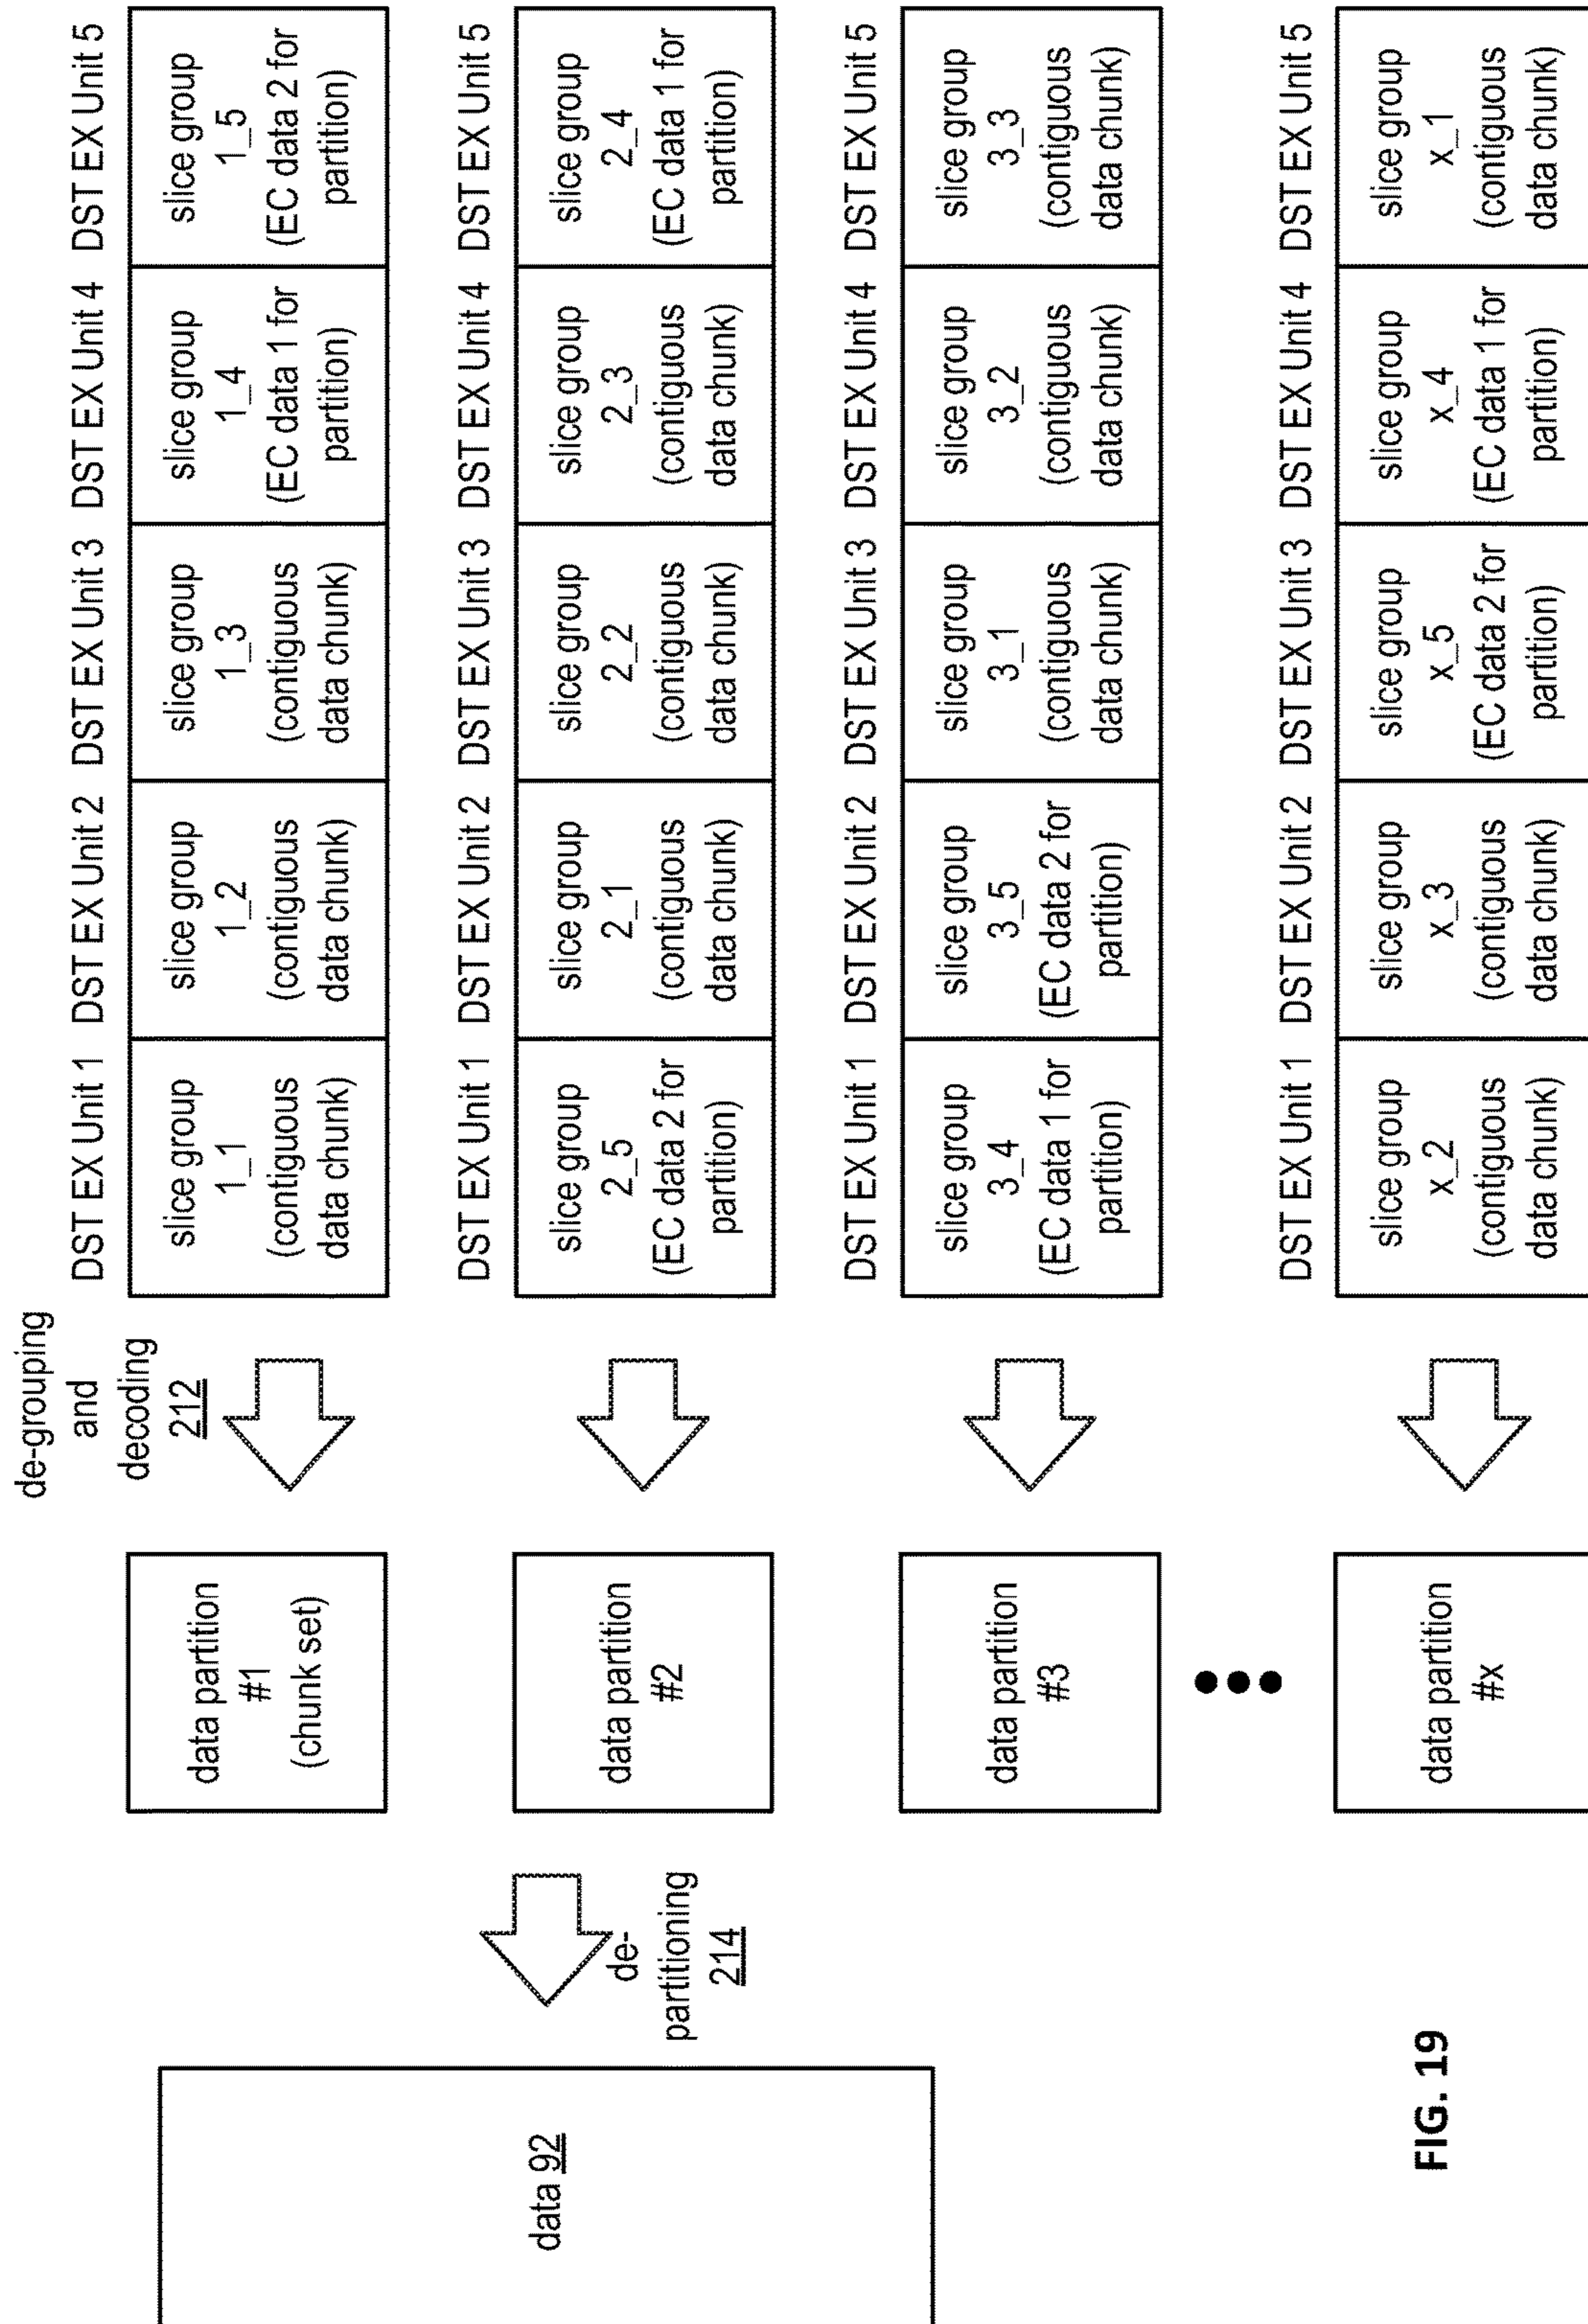 de-grouping
and
decoding
212
DST EX Unit 1 DST EX Unit 2 DST EX Unit 3 DST EX Unit 4 DST EX Unit 5
data 92
de-
partitioning
214
data partition
#1
(chunk set)
slice group
1_1
(contiguous
data chunk)
slice group
1_2
(contiguous
data chunk)
slice group
1_3
(contiguous
data chunk)
slice group
1_4
(EC data 1 for
partition)
slice group
1_5
(EC data 2 for
partition)
DST EX Unit 1 DST EX Unit 2 DST EX Unit 3 DST EX Unit 4 DST EX Unit 5
data partition
#2
slice group
2_5
(EC data 2 for
partition)
slice group
2_1
(contiguous
data chunk)
slice group
2_2
(contiguous
data chunk)
slice group
2_3
(contiguous
data chunk)
slice group
2_4
(EC data 1 for
partition)
DST EX Unit 1 DST EX Unit 2 DST EX Unit 3 DST EX Unit 4 DST EX Unit 5
data partition
#3
slice group
3_4
(EC data 1 for
partition)
slice group
3_5
(EC data 2 for
partition)
slice group
3_1
(contiguous
data chunk)
slice group
3_2
(contiguous
data chunk)
slice group
3_3
(contiguous
data chunk)
DST EX Unit 1 DST EX Unit 2 DST EX Unit 3 DST EX Unit 4 DST EX Unit 5
data partition
#x
slice group
x_2
(contiguous
data chunk)
slice group
x_3
(contiguous
data chunk)
slice group
x_5
(EC data 2 for
partition)
slice group
x_4
(EC data 1 for
partition)
slice group
x_1
(contiguous
data chunk)
FIG. 19